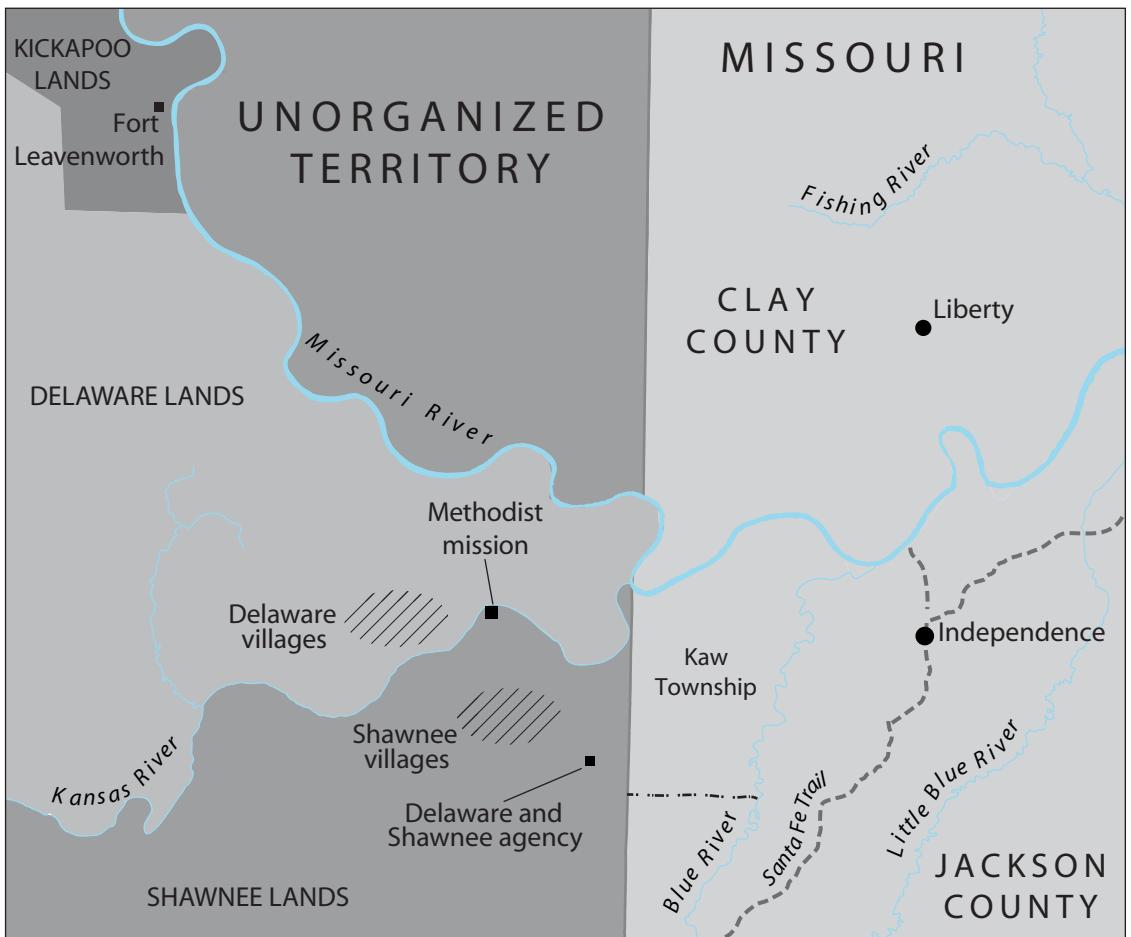 KICKAPOO
LANDS
Fort
Leavenworth
UNORGANIZED
TERRITORY
MISSOURI
Fishing River
CLAY
COUNTY
Liberty
Missouri River
DELAWARE LANDS
Methodist
mission
Delaware
villages
Independence
Kaw
Township
Shawnee
villages
Kansas River
Delaware and
Shawnee agency
Blue River
Santa Fe Trail
Little Blue River
SHAWNEE LANDS
JACKSON
COUNTY